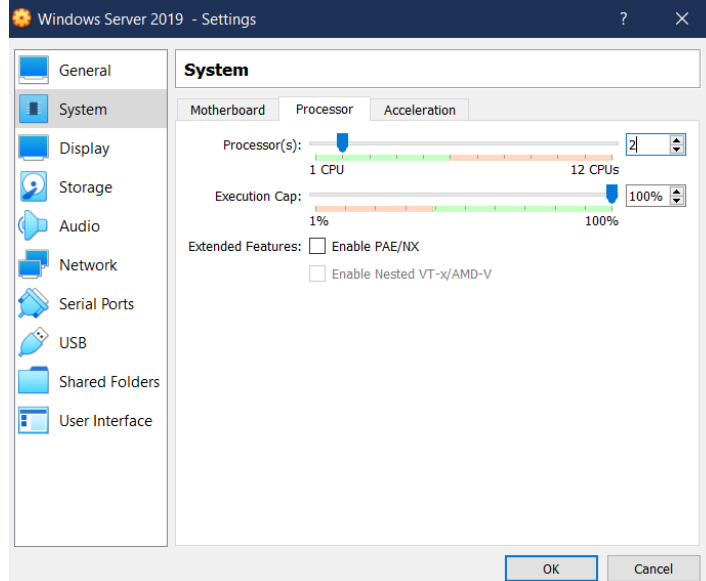 Windows Server 2019 - Settings
?
General
System
Display
Storage
Audio
Network
Serial Ports
USB
Shared Folders
User Interface
System
Motherboard Processor Acceleration
Processor(s): 2
1 CPU 12 CPUs
Execution Cap: 100%
1% 100%
Extended Features: Enable PAE/NX
Enable Nested VT-x/AMD-V
OK Cancel